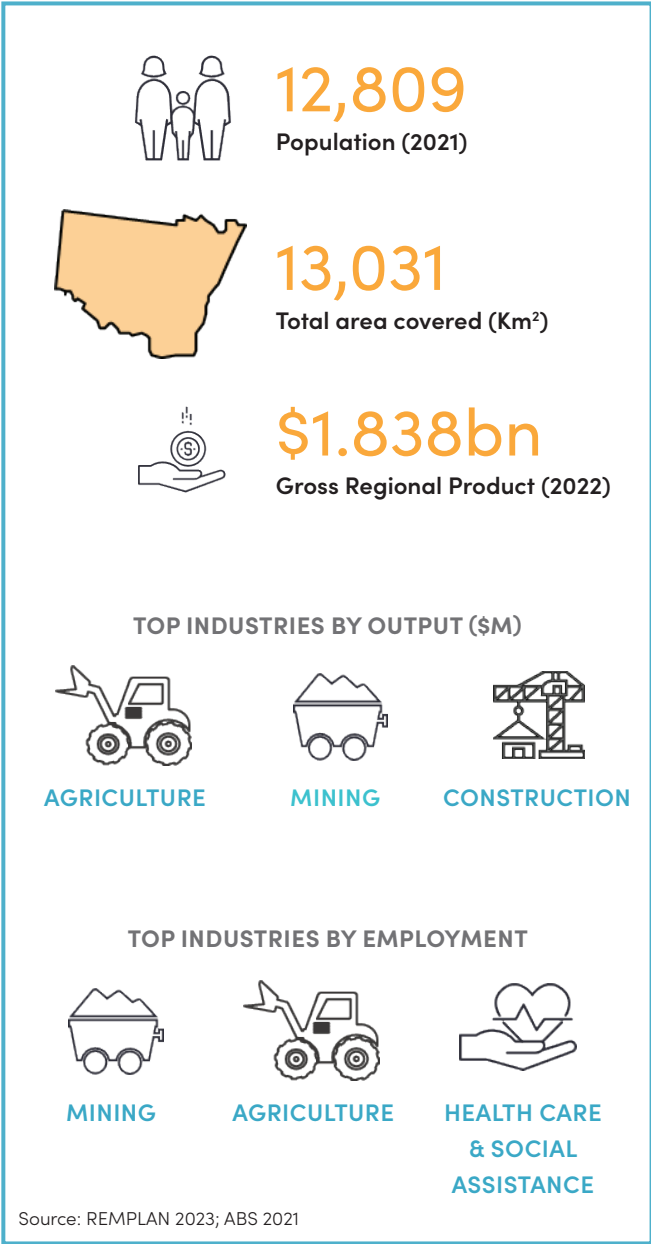 12,809
Population (2021)
13,031
Total area covered (Km²)
$1.838bn
Gross Regional Product (2022)
TOP INDUSTRIES BY OUTPUT ($M)
AGRICULTURE MINING CONSTRUCTION
TOP INDUSTRIES BY EMPLOYMENT
MINING AGRICULTURE HEALTH CARE
& SOCIAL
ASSISTANCE
Source: REMPLAN 2023; ABS 2021